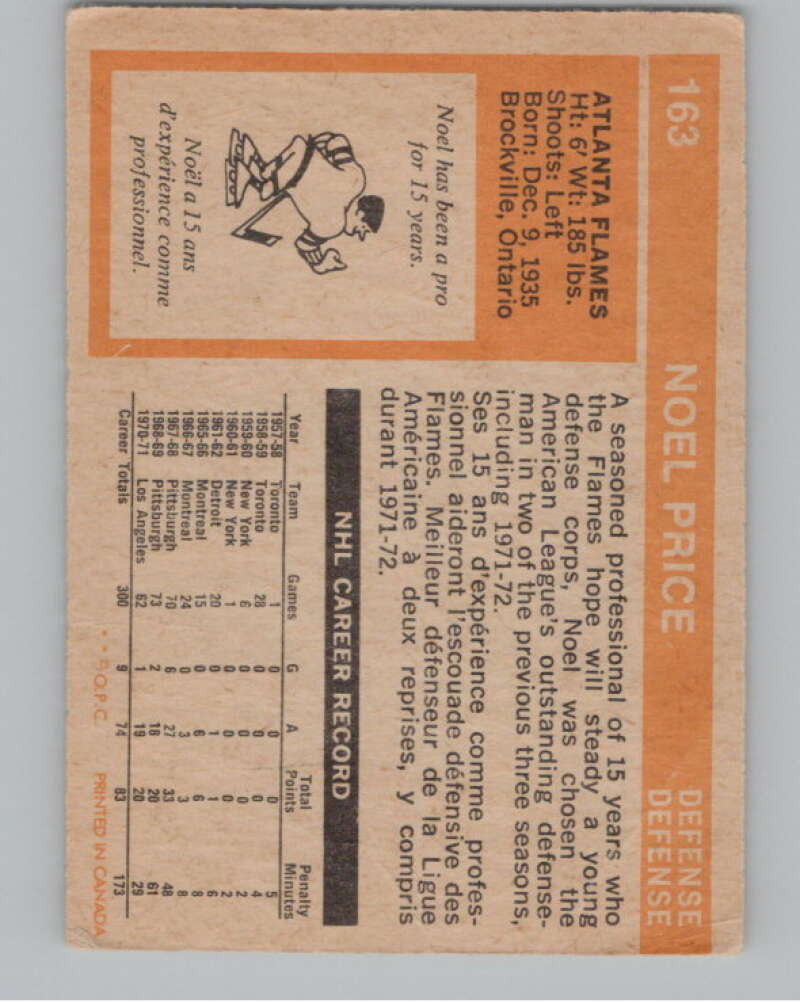 163 NOEL PRICE DEFENSE
DEFENSE
ATLANTA FLAMES
Ht: 6' Wt: 185 lbs.
Shoots: Left
Born: Dec. 9, 1935
Brockville, Ontario
Noel has been a pro
for 15 years.
Noël a 15 ans
d'expérience comme
professionnel.
A seasoned professional of 15 years who
the Flames hope will steady a young
defense corps, Noel was chosen the
American League's outstanding defense-
man in two of the previous three seasons,
including 1971-72.
Ses 15 ans d'expérience comme profes-
sionnel aideront l'escouade défensive des
Flames. Meilleur défenseur de la Ligue
Américaine à deux reprises, y compris
durant 1971-72.
NHL CAREER RECORD
Year Team Games G A Total Points Penalty Minutes
1957-58 Toronto 1 0 0 0 5
1958-59 Toronto 28 0 0 0 4
1959-60 New York 6 0 0 0 2
1960-61 New York 1 0 0 0 2
1961-62 Detroit 20 0 1 1 6
1965-66 Montreal 15 0 6 6 8
1966-67 Montreal 24 0 3 3 8
1967-68 Pittsburgh 70 6 27 33 48
1968-69 Pittsburgh 73 2 18 20 61
1970-71 Los Angeles 62 1 19 20 29
Career Totals 300 9 74 83 173
* * © O.P.C. PRINTED IN CANADA